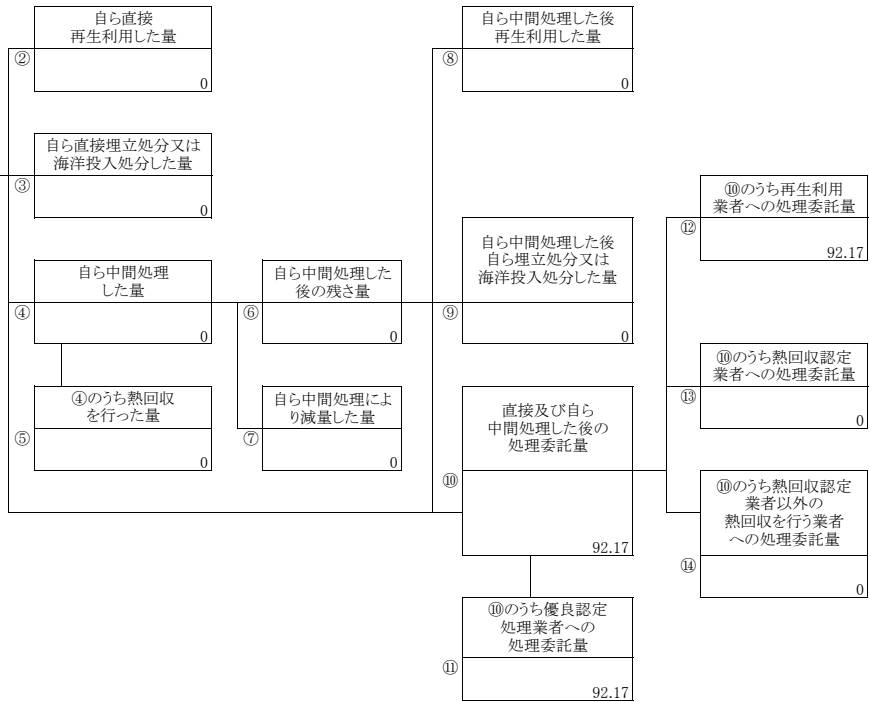 自ら直接
再生利用した量
②
0
自ら直接埋立処分又は
海洋投入処分した量
③
0
自ら中間処理
した量
④
0
④のうち熱回収
を行った量
⑤
0
自ら中間処理した
後の残さ量
⑥
0
自ら中間処理によ
り減量した量
⑦
0
自ら中間処理した後
再生利用した量
⑧
0
自ら中間処理した後
自ら埋立処分又は
海洋投入処分した量
⑨
0
直接及び自ら
中間処理した後の
処理委託量
⑩
92.17
⑩のうち優良認定
処理業者への
処理委託量
⑪
92.17
⑩のうち再生利用
業者への処理委託量
⑫
92.17
⑩のうち熱回収認定
業者への処理委託量
⑬
0
⑩のうち熱回収認定
業者以外の
熱回収を行う業者
への処理委託量
⑭
0